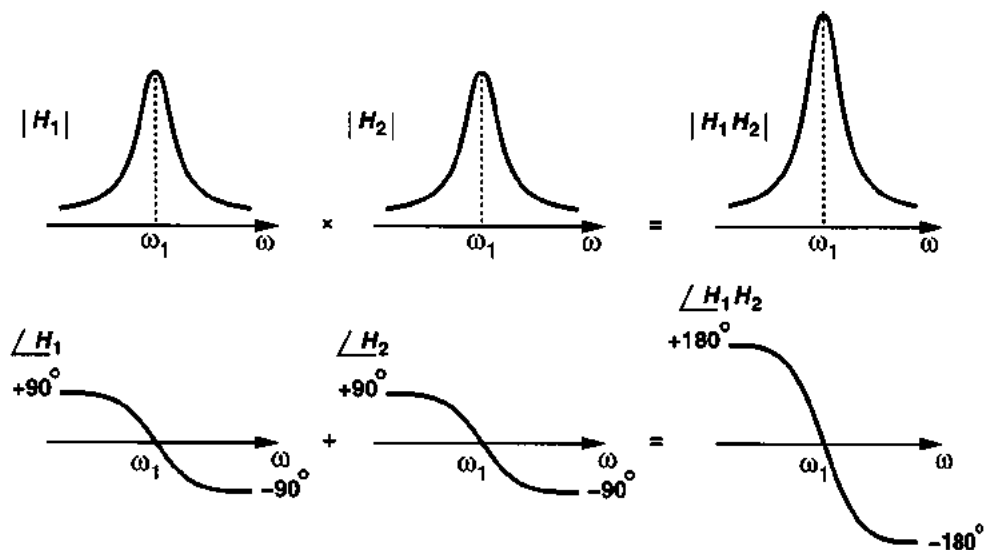 |H₁|
|H₂|
|H₁H₂|
ω₁ ω × ω₁ ω = ω₁ ω
∠H₁
∠H₂
∠H₁H₂
+90°
+90°
+180°
ω₁ ω + ω₁ ω = ω₁ ω
−90°
−90°
−180°